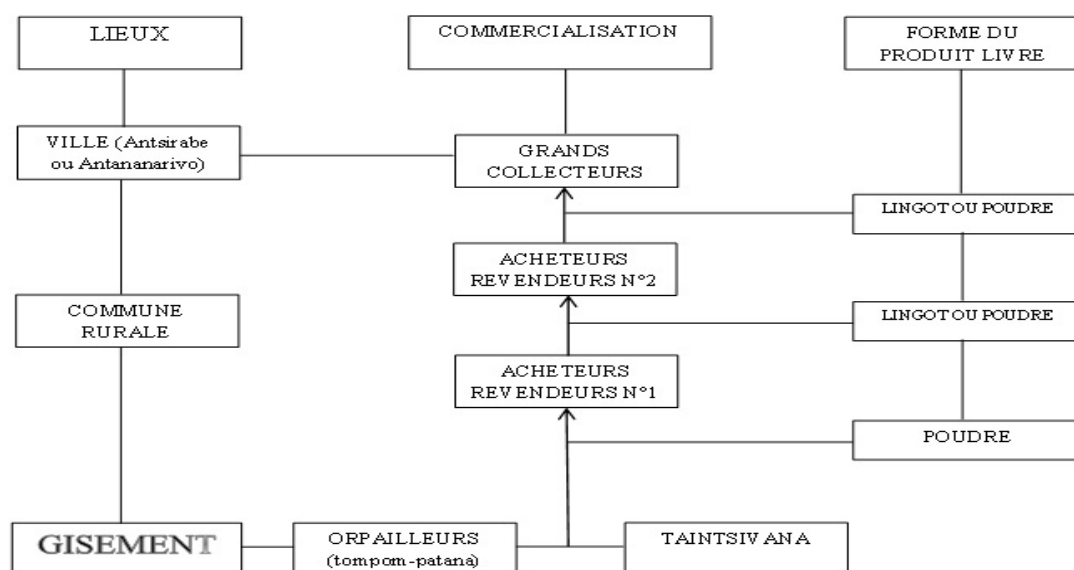 LIEUX
COMMERCIALISATION
FORME DU
PRODUIT LIVRE
VILLE (Antsirabe
ou Antananarivo)
GRANDS
COLLECTEURS
LINGOT OU POUDRE
ACHETEURS
REVENDEURS N°2
COMMUNE
RURALE
LINGOT OU POUDRE
ACHETEURS
REVENDEURS N°1
POUDRE
GISEMENT
ORPAILLEURS
(tompom-patana)
TAINTSIVANA